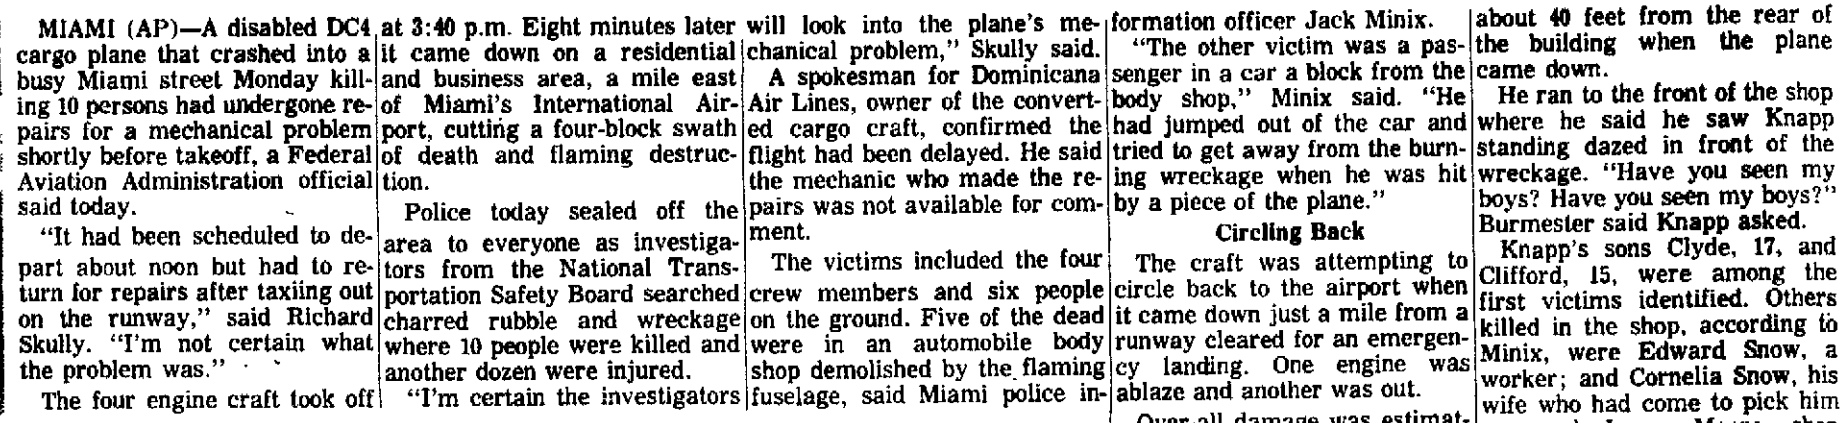 MIAMI (AP)—A disabled DC4
cargo plane that crashed into a
busy Miami street Monday kill-
ing 10 persons had undergone re-
pairs for a mechanical problem
shortly before takeoff, a Federal
Aviation Administration official
said today.
"It had been scheduled to de-
part about noon but had to re-
turn for repairs after taxiing out
on the runway," said Richard
Skully. "I'm not certain what
the problem was."
The four engine craft took off
at 3:40 p.m. Eight minutes later
it came down on a residential
and business area, a mile east
of Miami's International Air-
port, cutting a four-block swath
of death and flaming destruc-
tion.
Police today sealed off the
area to everyone as investiga-
tors from the National Trans-
portation Safety Board searched
charred rubble and wreckage
where 10 people were killed and
another dozen were injured.
"I'm certain the investigators
will look into the plane's me-
chanical problem," Skully said.
A spokesman for Dominicana
Air Lines, owner of the convert-
ed cargo craft, confirmed the
flight had been delayed. He said
the mechanic who made the re-
pairs was not available for com-
ment.
The victims included the four
crew members and six people
on the ground. Five of the dead
were in an automobile body
shop demolished by the flaming
fuselage, said Miami police in-
formation officer Jack Minix.
"The other victim was a pas-
senger in a car a block from the
body shop," Minix said. "He
had jumped out of the car and
tried to get away from the burn-
ing wreckage when he was hit
by a piece of the plane."
Circling Back
The craft was attempting to
circle back to the airport when
it came down just a mile from a
runway cleared for an emergen-
cy landing. One engine was
ablaze and another was out.
Over-all damage was estimat-
about 40 feet from the rear of
the building when the plane
came down.
He ran to the front of the shop
where he said he saw Knapp
standing dazed in front of the
wreckage. "Have you seen my
boys? Have you seen my boys?"
Burmester said Knapp asked.
Knapp's sons Clyde, 17, and
Clifford, 15, were among the
first victims identified. Others
killed in the shop, according to
Minix, were Edward Snow, a
worker; and Cornelia Snow, his
wife who had come to pick him